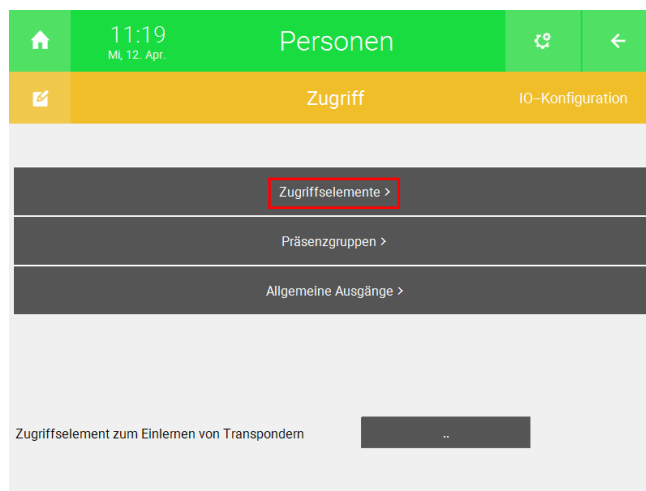 11:19
Mi, 12. Apr.
Personen
Zugriff
IO-Konfiguration
Zugriffselemente >
Präsenzgruppen >
Allgemeine Ausgänge >
Zugriffselement zum Einlernen von Transpondern
..